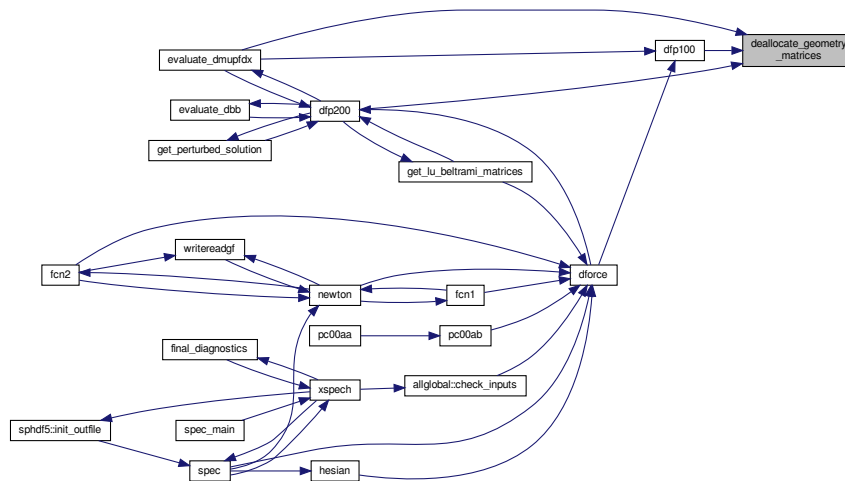 deallocate_geometry
_matrices
dfp100
evaluate_dmupfdx
evaluate_dbb
dfp200
get_perturbed_solution
get_lu_beltrami_matrices
writereadgf
fcn2
dforce
newton
fcn1
pc00aa
pc00ab
final_diagnostics
xspech
allglobal::check_inputs
sphdf5::init_outfile
spec_main
spec
hesian